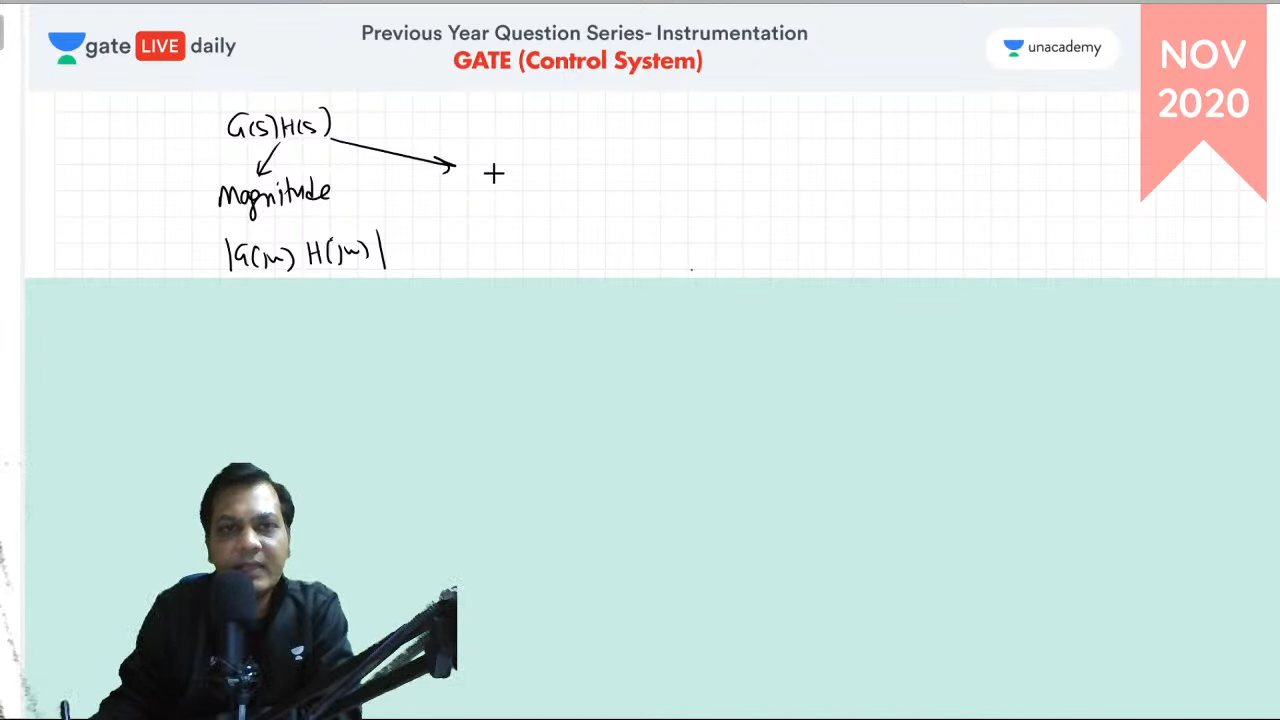 gate LIVE daily
Previous Year Question Series- Instrumentation
GATE (Control System)
unacademy
NOV
2020
G(s)H(s)
Magnitude
|G(jω) H(jω)|